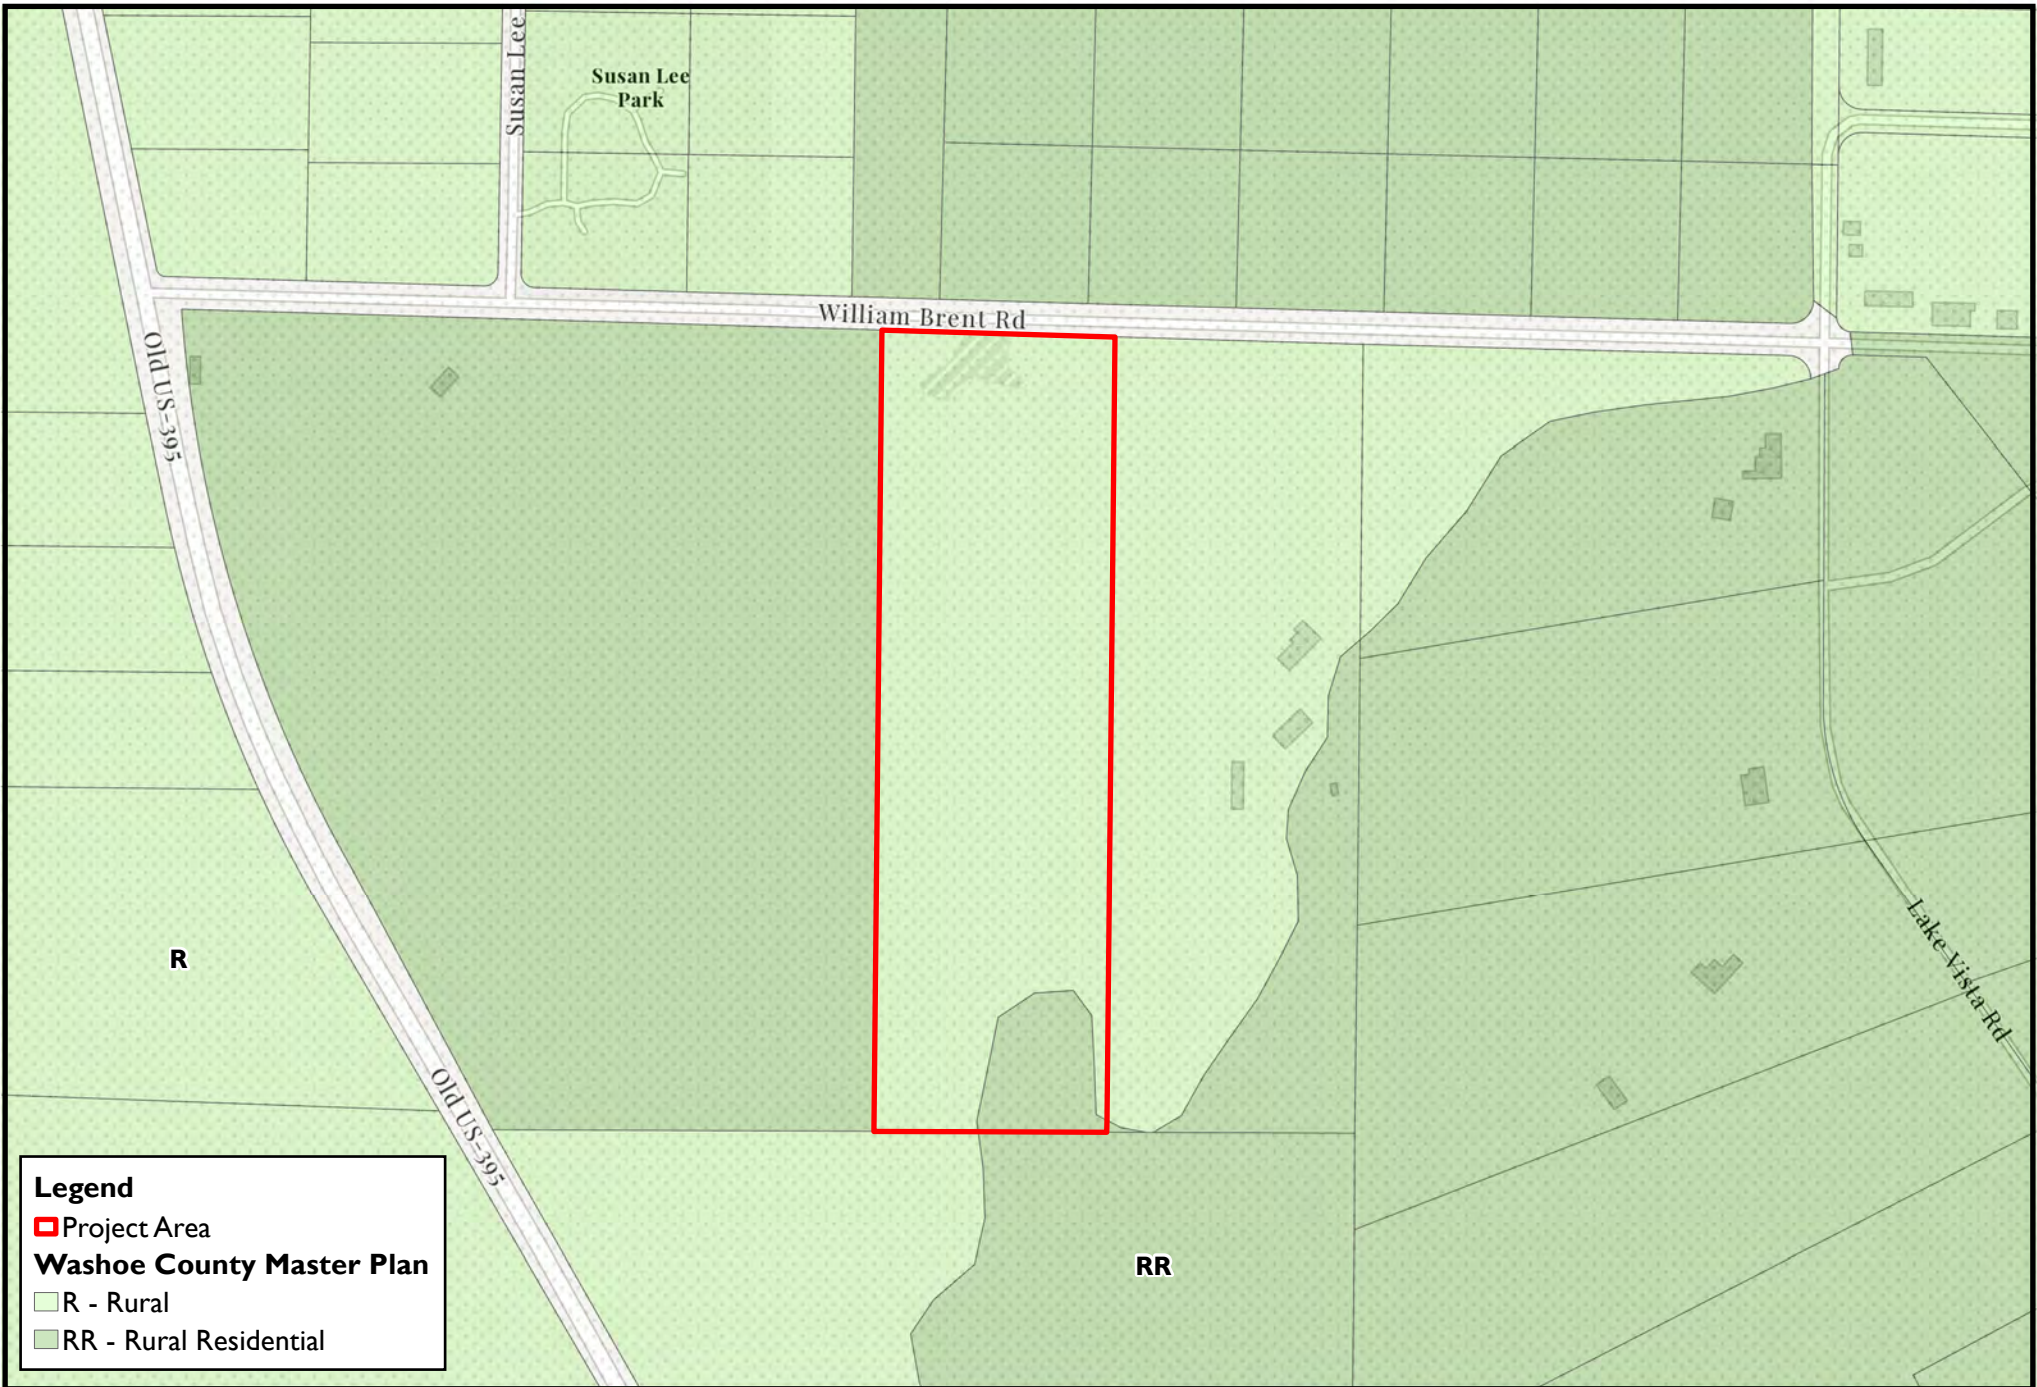 Susan Lee
Susan Lee
Park
William Brent Rd
Old US-395
R
Lake Vista Rd
Old US-395
RR
Legend
Project Area
Washoe County Master Plan
R - Rural
RR - Rural Residential